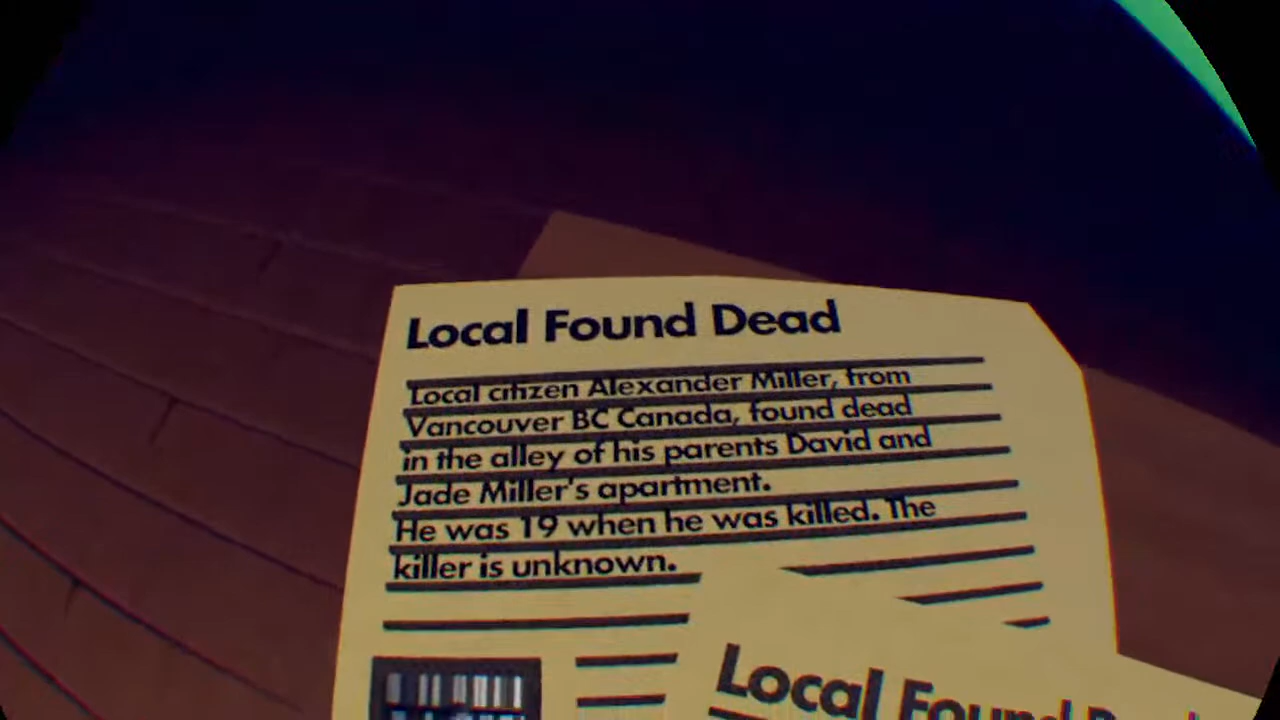 Local Found Dead
Local citizen Alexander Miller, from
Vancouver BC Canada, found dead
in the alley of his parents David and
Jade Miller's apartment.
He was 19 when he was killed. The
killer is unknown.
Local Found